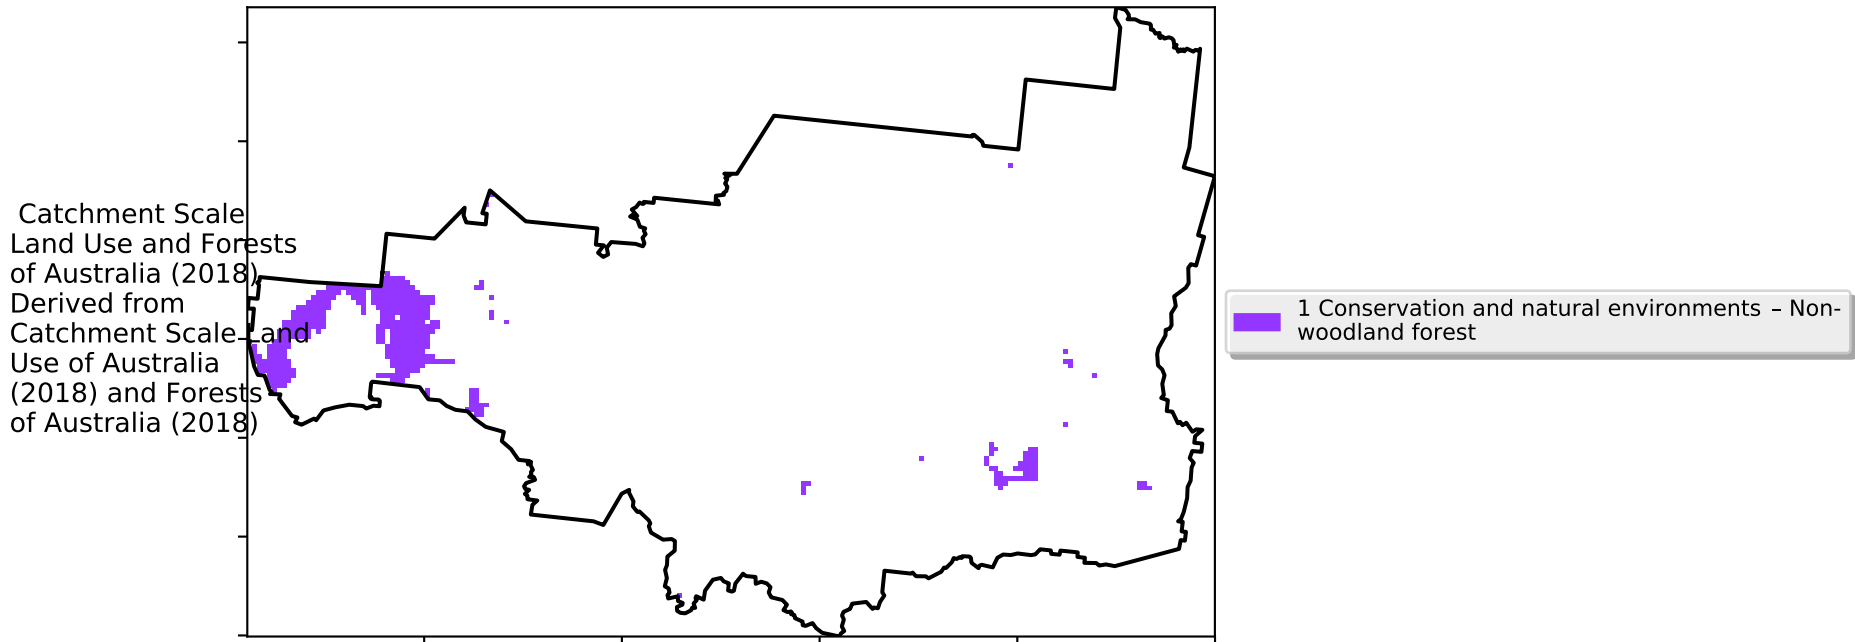 Catchment Scale
Land Use and Forests
of Australia (2018)
Derived from
Catchment Scale Land
Use of Australia
(2018) and Forests
of Australia (2018)
1 Conservation and natural environments – Non-
woodland forest